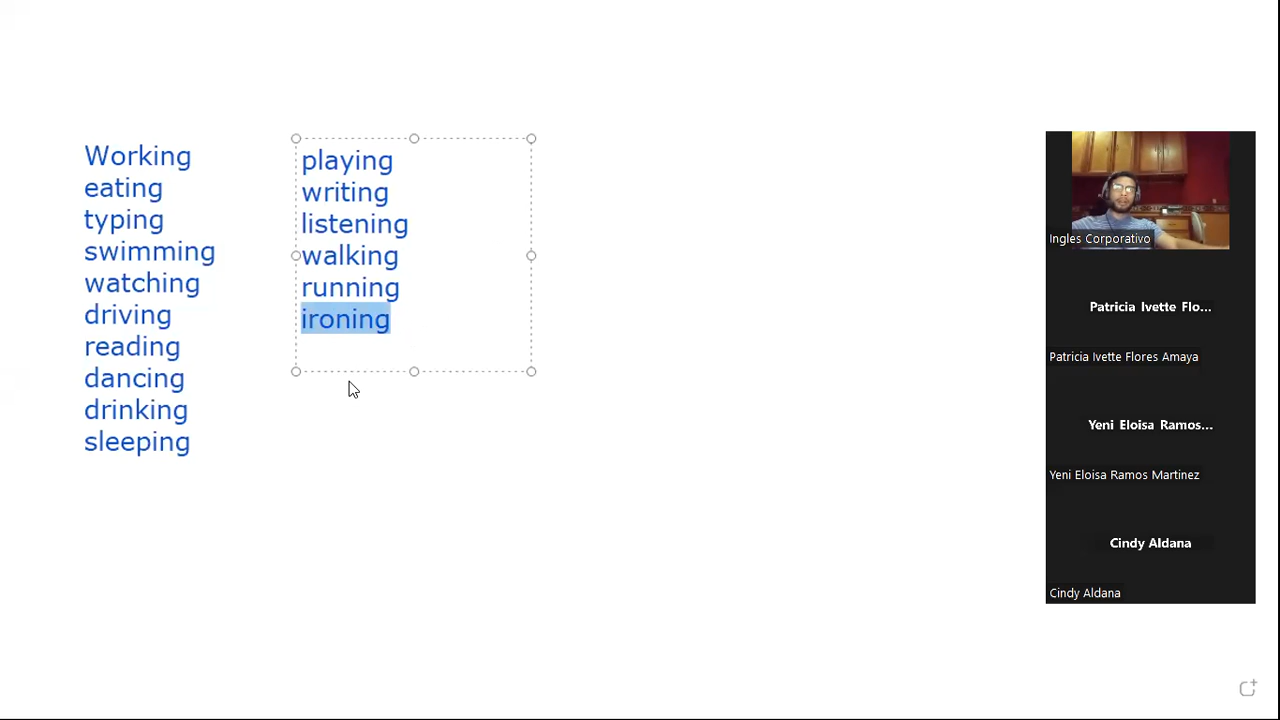 Working
eating
typing
swimming
watching
driving
reading
dancing
drinking
sleeping
playing
writing
listening
walking
running
ironing
Ingles Corporativo
Patricia Ivette Flo...
Patricia Ivette Flores Amaya
Yeni Eloisa Ramos...
Yeni Eloisa Ramos Martinez
Cindy Aldana
Cindy Aldana